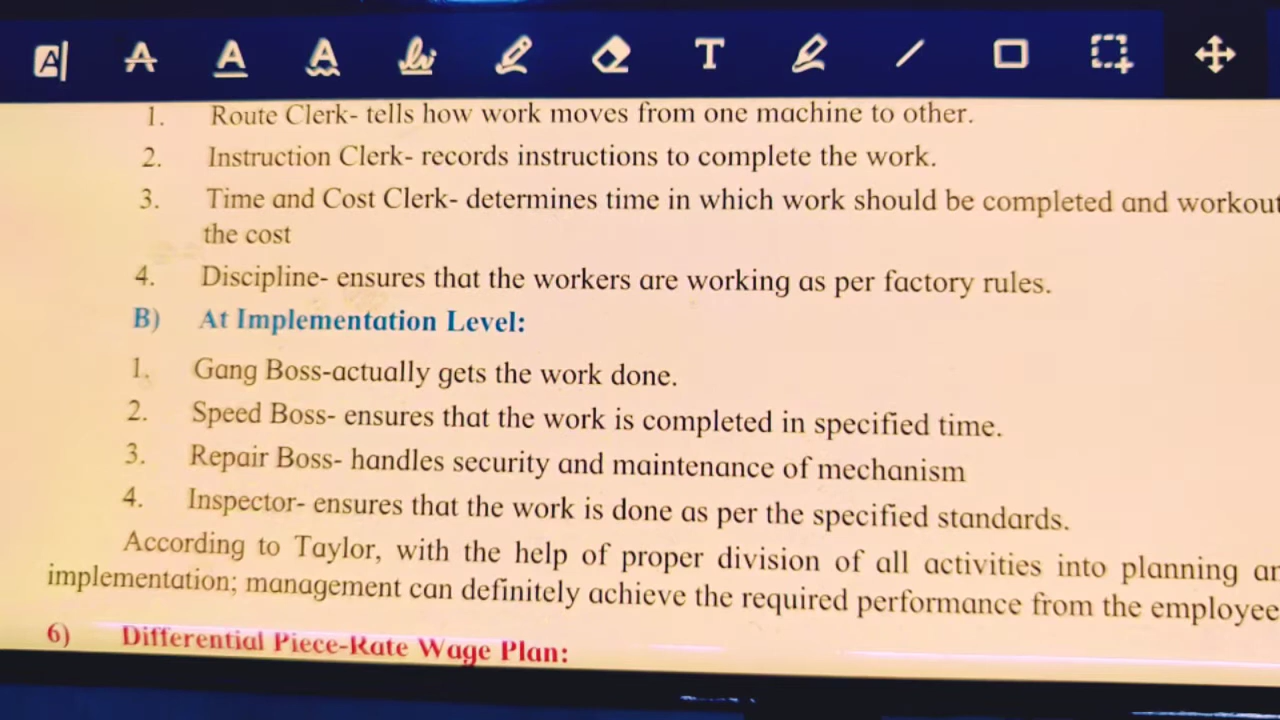 1. Route Clerk- tells how work moves from one machine to other.
2. Instruction Clerk- records instructions to complete the work.
3. Time and Cost Clerk- determines time in which work should be completed and workout
the cost
4. Discipline- ensures that the workers are working as per factory rules.
B) At Implementation Level:
1. Gang Boss-actually gets the work done.
2. Speed Boss- ensures that the work is completed in specified time.
3. Repair Boss- handles security and maintenance of mechanism
4. Inspector- ensures that the work is done as per the specified standards.
According to Taylor, with the help of proper division of all activities into planning
implementation; management can definitely achieve the required performance from the employee
6) Differential Piece-Rate Wage Plan: